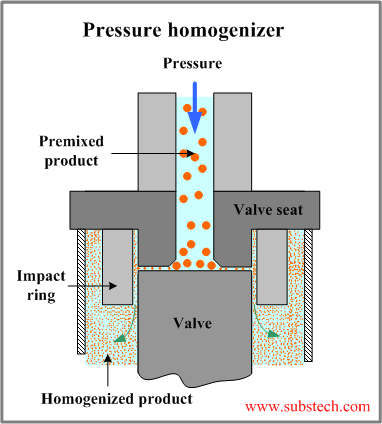 Pressure homogenizer
Pressure
Premixed
product
Valve seat
Impact
ring
Valve
Homogenized product
www.substech.com